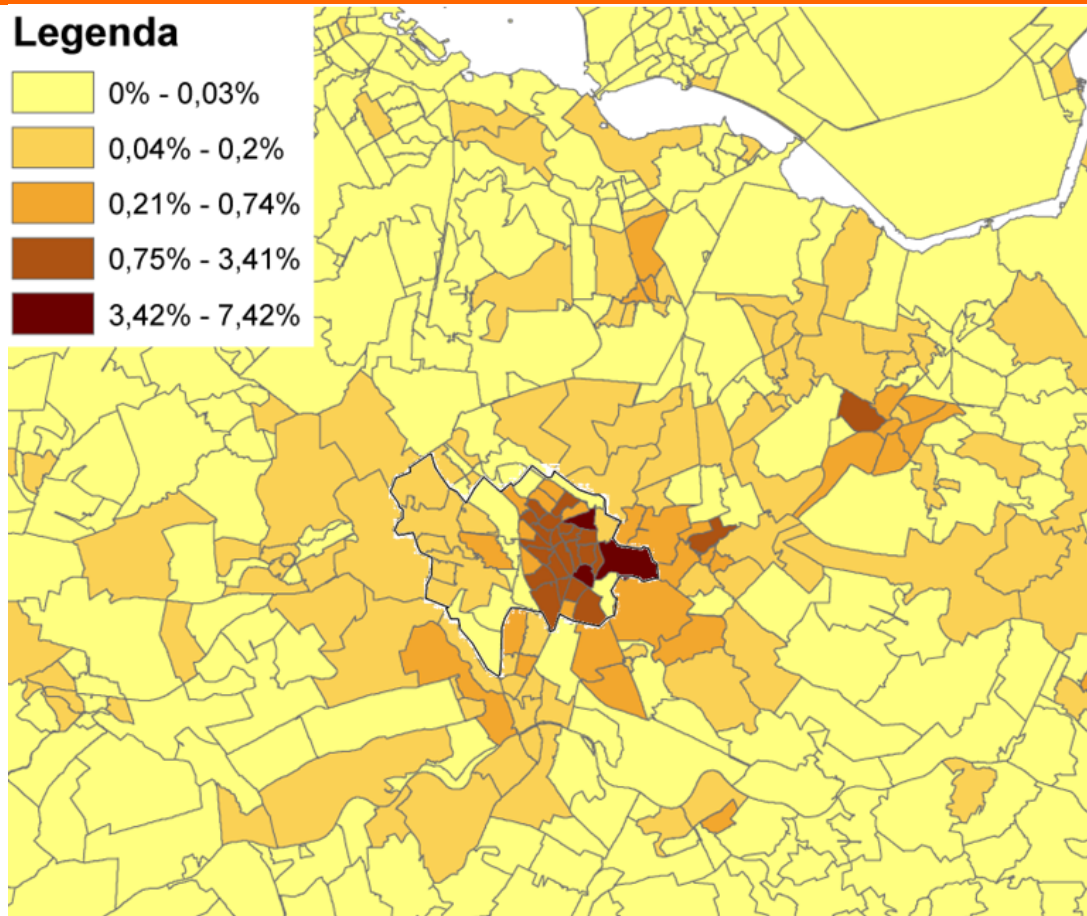 Legenda
0% - 0,03%
0,04% - 0,2%
0,21% - 0,74%
0,75% - 3,41%
3,42% - 7,42%